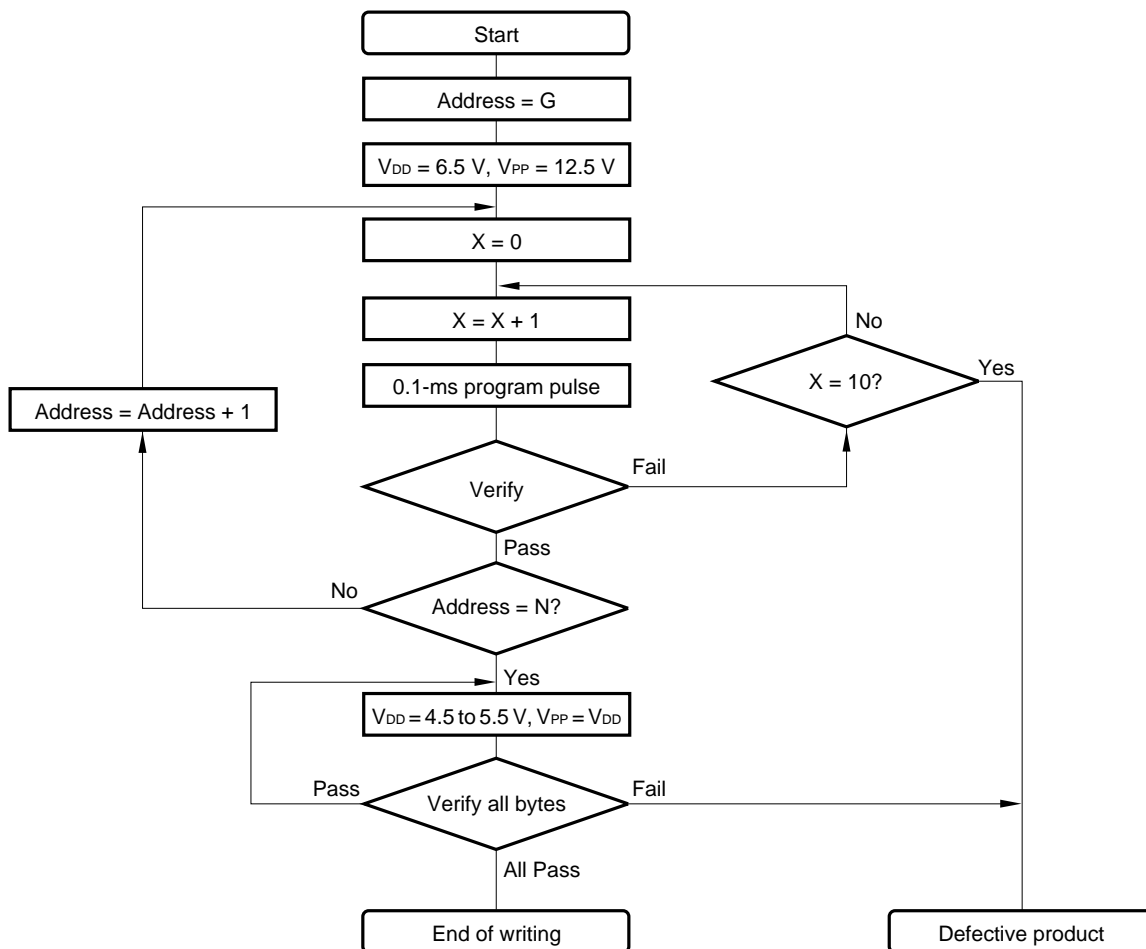 Start
Address = G
VDD = 6.5 V, VPP = 12.5 V
X = 0
X = X + 1
No
0.1-ms program pulse
X = 10?
Yes
Address = Address + 1
Verify
Fail
Pass
No
Address = N?
Yes
VDD = 4.5 to 5.5 V, VPP = VDD
Pass
Verify all bytes
Fail
All Pass
End of writing
Defective product